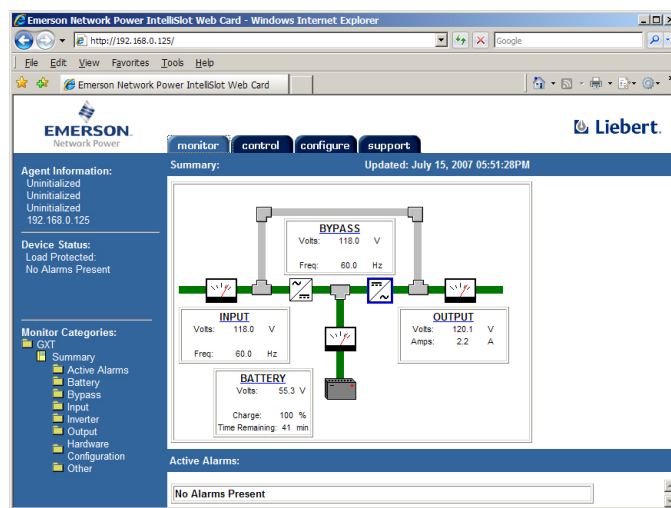 Emerson Network Power IntelliSlot Web Card - Windows Internet Explorer
http://192.168.0.125/
Google
File Edit View Favorites Tools Help
Emerson Network Power IntelliSlot Web Card
EMERSON.
Network Power
monitor control configure support
Liebert.
Summary: Updated: July 15, 2007 05:51:28PM
Agent Information:
Uninitialized
Uninitialized
Uninitialized
192.168.0.125
Device Status:
Load Protected:
No Alarms Present
Monitor Categories:
GXT
Summary
Active Alarms
Battery
Bypass
Input
Inverter
Output
Hardware
Configuration
Other
BYPASS
Volts: 118.0 V
Freq: 60.0 Hz
INPUT
Volts: 118.0 V
Freq: 60.0 Hz
OUTPUT
Volts: 120.1 V
Amps: 2.2 A
BATTERY
Volts: 55.3 V
Charge: 100 %
Time Remaining: 41 min
Active Alarms:
No Alarms Present